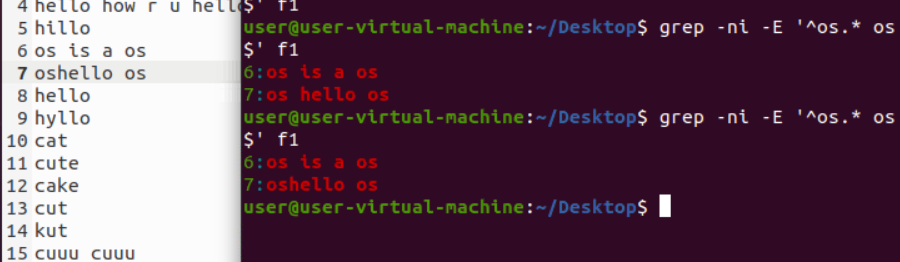 4 hello how r u hello
5 hillo
6 os is a os
7 oshello os
8 hello
9 hyllo
10 cat
11 cute
12 cake
13 cut
14 kut
15 cuuu cuuu
$' f1
user@user-virtual-machine:~/Desktop$ grep -ni -E '^os.* os
$' f1
6:os is a os
7:os hello os
user@user-virtual-machine:~/Desktop$ grep -ni -E '^os.* os
$' f1
6:os is a os
7:oshello os
user@user-virtual-machine:~/Desktop$